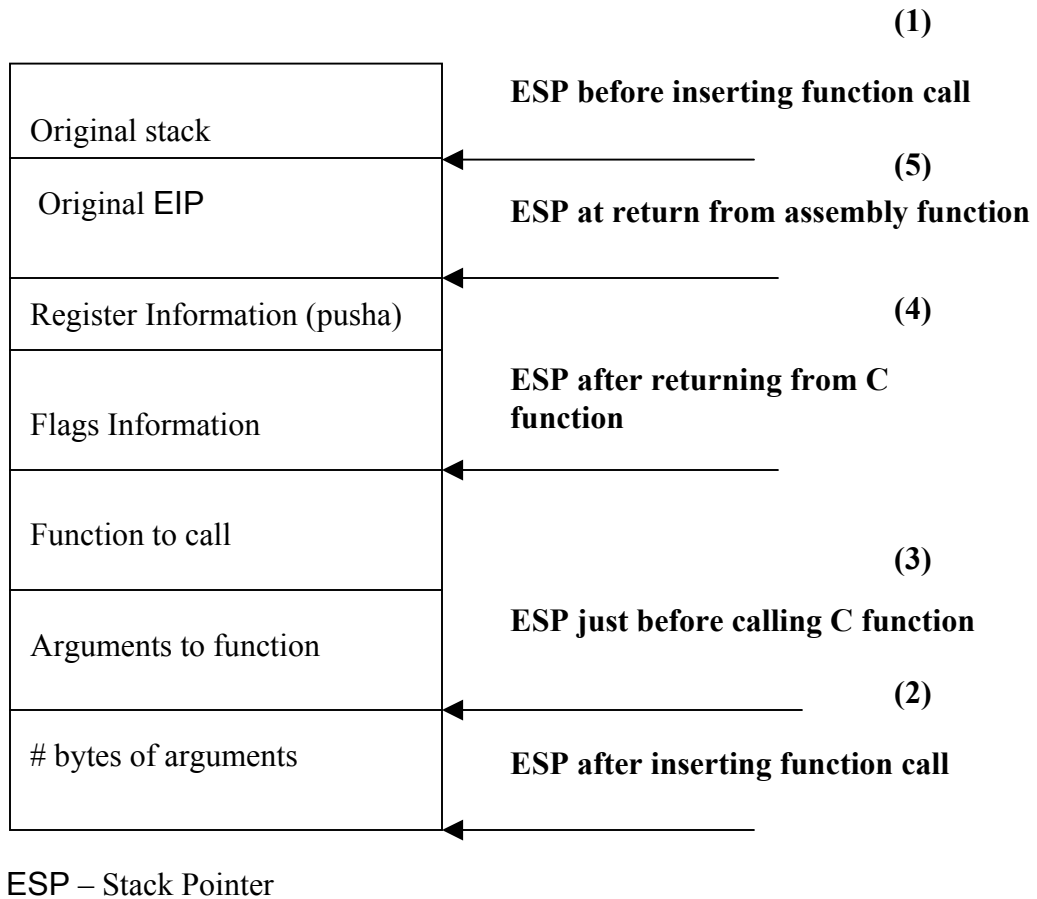 (1)
ESP before inserting function call
Original stack
(5)
Original EIP
ESP at return from assembly function
Register Information (pusha)
(4)
ESP after returning from C
function
Flags Information
Function to call
(3)
ESP just before calling C function
Arguments to function
(2)
# bytes of arguments
ESP after inserting function call
ESP – Stack Pointer